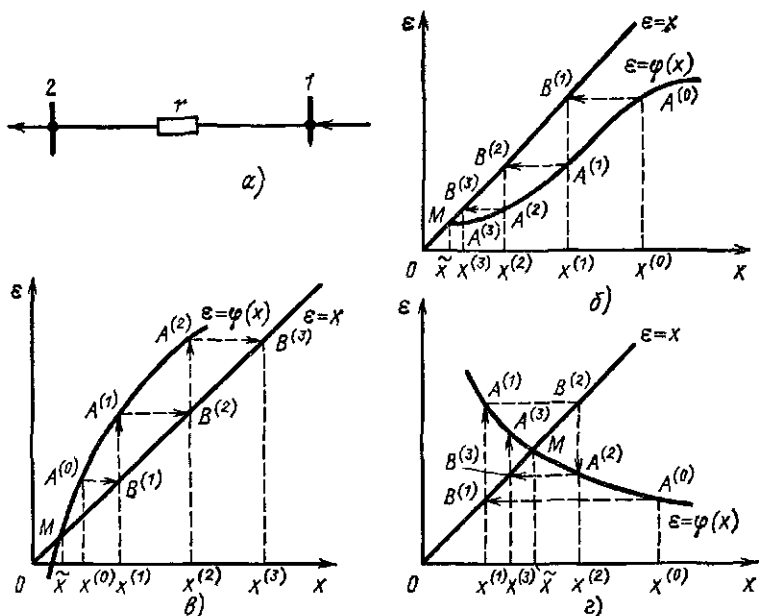 2
r
1
а)
ε
ε=x
ε=φ(x)
B⁽¹⁾
A⁽⁰⁾
B⁽²⁾
A⁽¹⁾
B⁽³⁾
M
A⁽²⁾
A⁽³⁾
0 x̃ x⁽³⁾ x⁽²⁾ x⁽¹⁾ x⁽⁰⁾ x
б)
ε
A⁽²⁾ ε=φ(x) ε=x
B⁽³⁾
A⁽¹⁾
B⁽²⁾
A⁽⁰⁾
B⁽¹⁾
M
0 x̃ x⁽⁰⁾ x⁽¹⁾ x⁽²⁾ x⁽³⁾ x
в)
ε
ε=x
A⁽¹⁾ B⁽²⁾
A⁽³⁾
M
B⁽³⁾ A⁽²⁾
B⁽¹⁾ A⁽⁰⁾
ε=φ(x)
0 x⁽¹⁾ x⁽³⁾ x̃ x⁽²⁾ x⁽⁰⁾ x
г)